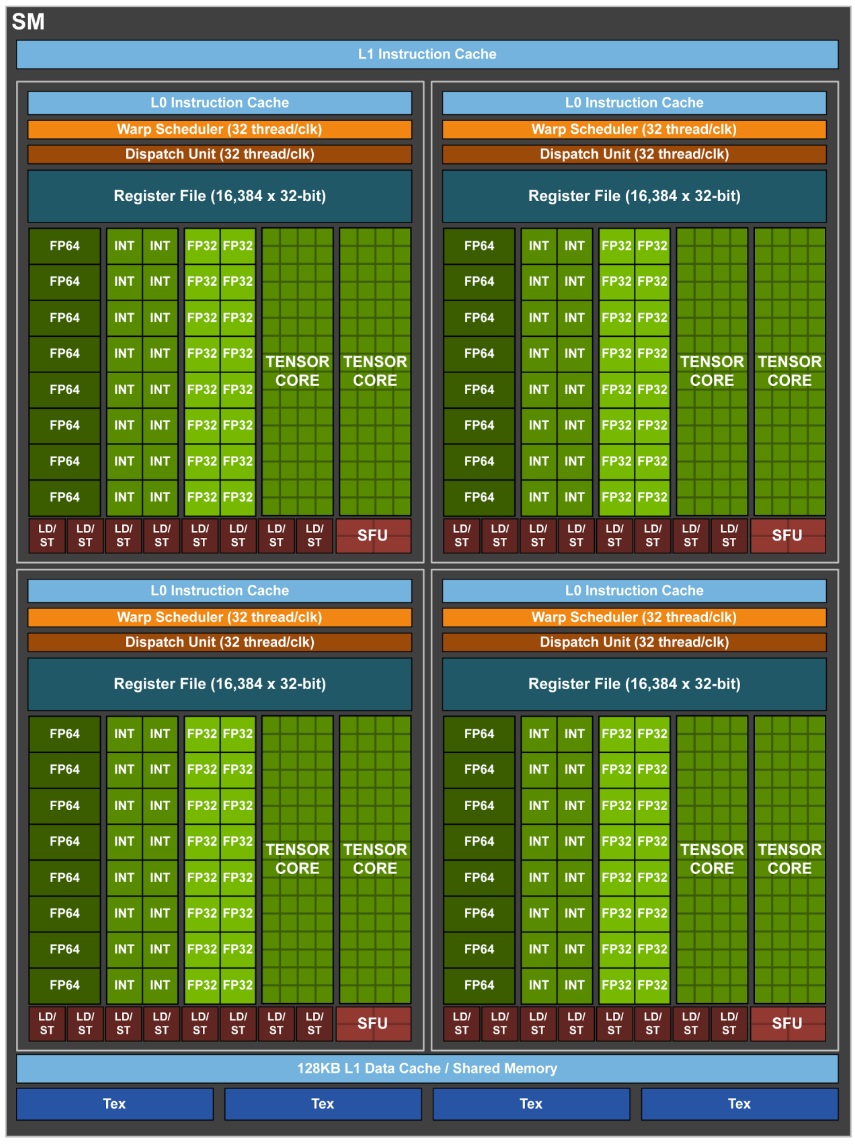 SM
L1 Instruction Cache
L0 Instruction Cache
Warp Scheduler (32 thread/clk)
Dispatch Unit (32 thread/clk)
Register File (16,384 x 32-bit)
FP64 INT INT FP32 FP32
FP64 INT INT FP32 FP32
FP64 INT INT FP32 FP32
FP64 INT INT FP32 FP32 TENSOR CORE TENSOR CORE
FP64 INT INT FP32 FP32
FP64 INT INT FP32 FP32
FP64 INT INT FP32 FP32
FP64 INT INT FP32 FP32
LD/ST LD/ST LD/ST LD/ST LD/ST LD/ST LD/ST LD/ST SFU
L0 Instruction Cache
Warp Scheduler (32 thread/clk)
Dispatch Unit (32 thread/clk)
Register File (16,384 x 32-bit)
FP64 INT INT FP32 FP32
FP64 INT INT FP32 FP32
FP64 INT INT FP32 FP32
FP64 INT INT FP32 FP32 TENSOR CORE TENSOR CORE
FP64 INT INT FP32 FP32
FP64 INT INT FP32 FP32
FP64 INT INT FP32 FP32
FP64 INT INT FP32 FP32
LD/ST LD/ST LD/ST LD/ST LD/ST LD/ST LD/ST LD/ST SFU
L0 Instruction Cache
Warp Scheduler (32 thread/clk)
Dispatch Unit (32 thread/clk)
Register File (16,384 x 32-bit)
FP64 INT INT FP32 FP32
FP64 INT INT FP32 FP32
FP64 INT INT FP32 FP32
FP64 INT INT FP32 FP32 TENSOR CORE TENSOR CORE
FP64 INT INT FP32 FP32
FP64 INT INT FP32 FP32
FP64 INT INT FP32 FP32
FP64 INT INT FP32 FP32
LD/ST LD/ST LD/ST LD/ST LD/ST LD/ST LD/ST LD/ST SFU
L0 Instruction Cache
Warp Scheduler (32 thread/clk)
Dispatch Unit (32 thread/clk)
Register File (16,384 x 32-bit)
FP64 INT INT FP32 FP32
FP64 INT INT FP32 FP32
FP64 INT INT FP32 FP32
FP64 INT INT FP32 FP32 TENSOR CORE TENSOR CORE
FP64 INT INT FP32 FP32
FP64 INT INT FP32 FP32
FP64 INT INT FP32 FP32
FP64 INT INT FP32 FP32
LD/ST LD/ST LD/ST LD/ST LD/ST LD/ST LD/ST LD/ST SFU
128KB L1 Data Cache / Shared Memory
Tex Tex Tex Tex